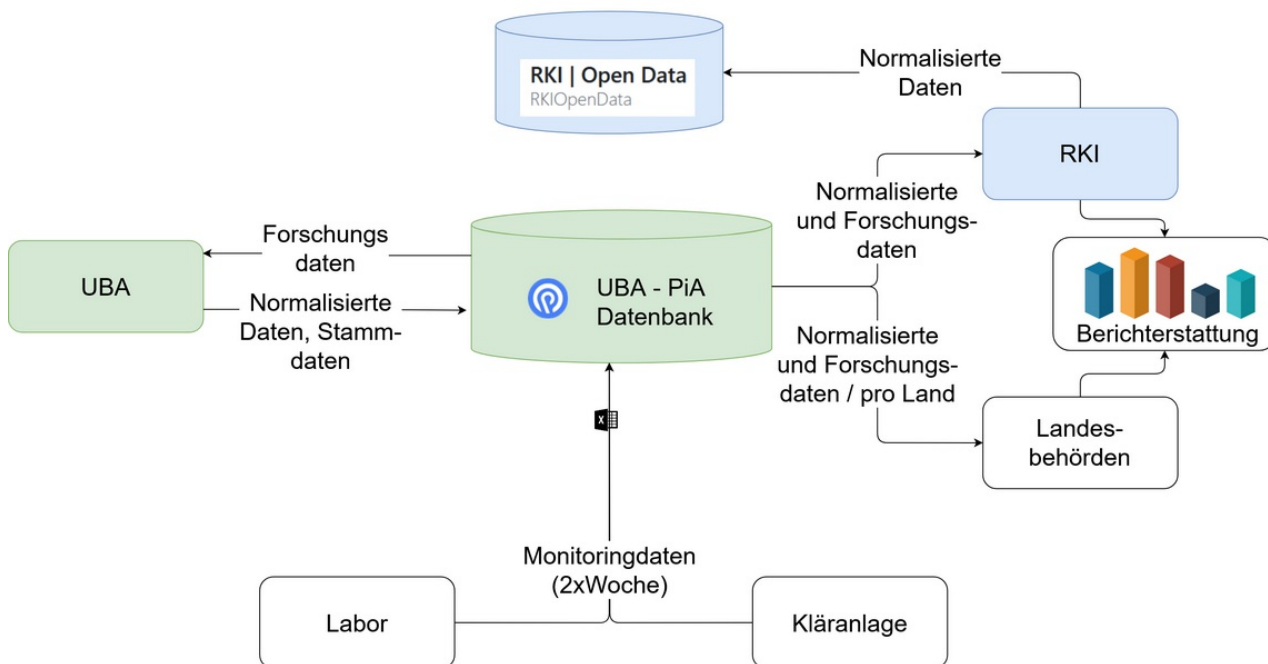 RKI | Open Data
RKIOpenData
Normalisierte
Daten
RKI
Normalisierte
und Forschungs-
daten
Forschungs
daten
UBA
Normalisierte
Daten, Stamm-
daten
UBA - PiA
Datenbank
Berichterstattung
Normalisierte
und Forschungs-
daten / pro Land
Landes-
behörden
X
Monitoringdaten
(2xWoche)
Labor
Kläranlage